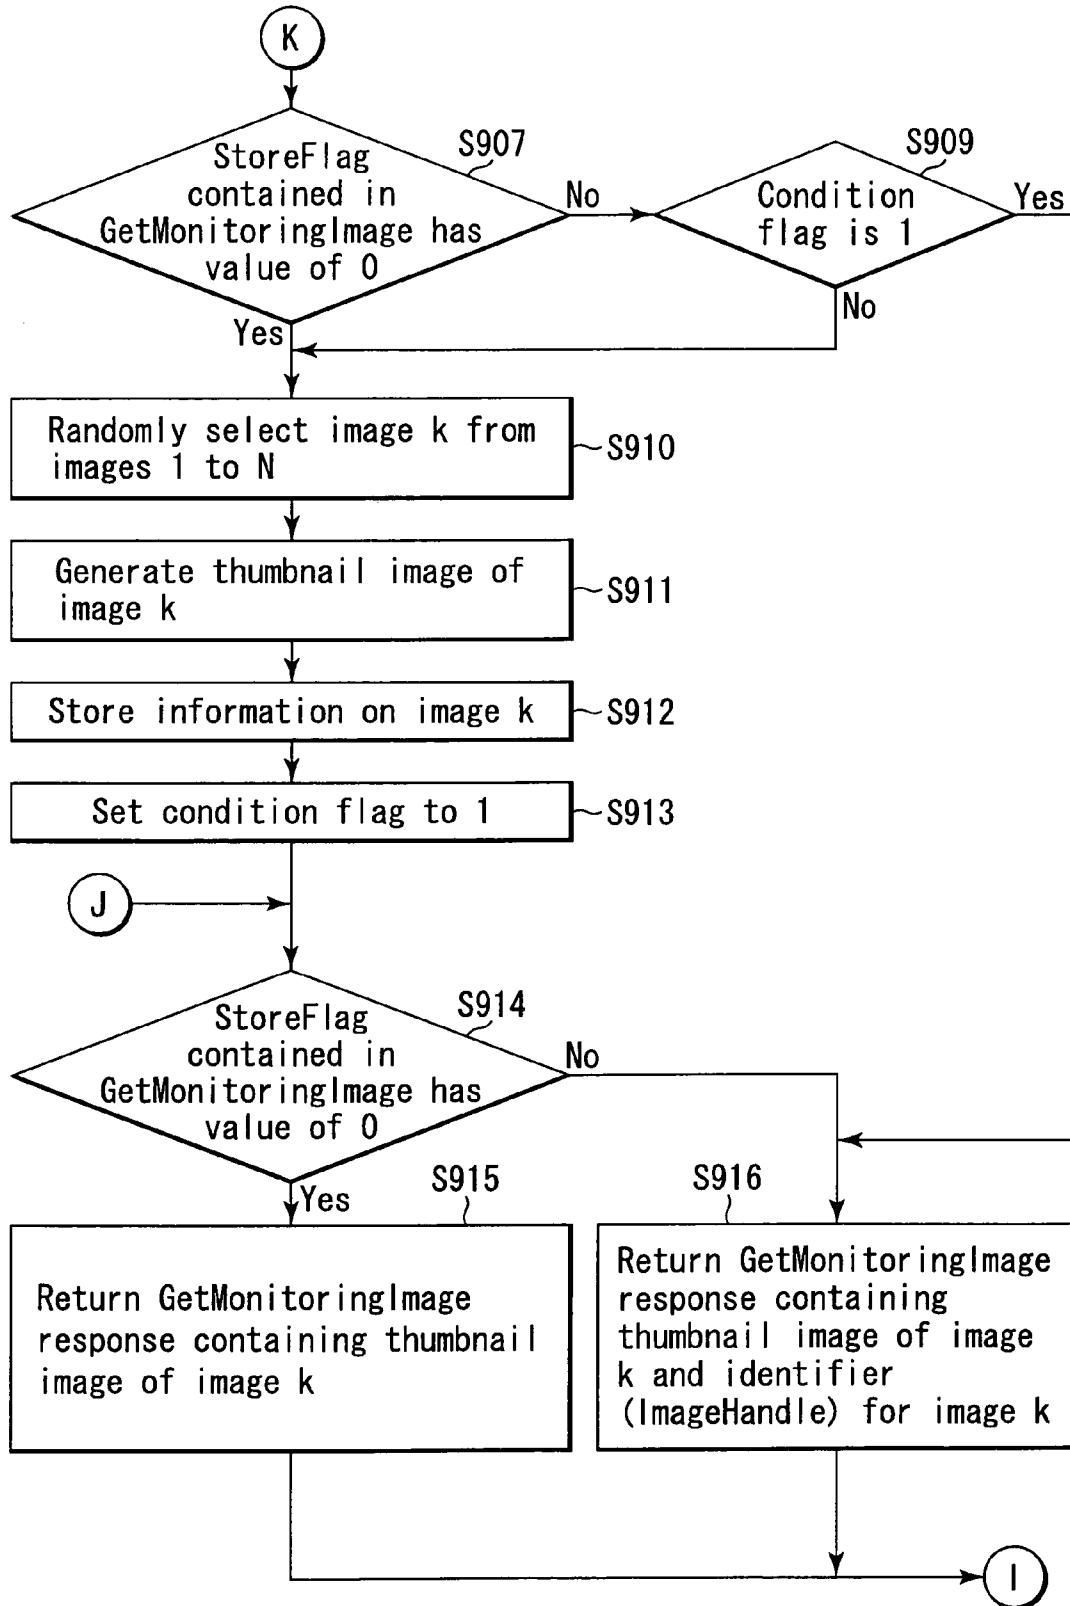 K
StoreFlag
contained in
GetMonitoringImage has
value of 0
S907
No
Yes
Condition
flag is 1
S909
Yes
No
Randomly select image k from
images 1 to N
S910
Generate thumbnail image of
image k
S911
Store information on image k
S912
Set condition flag to 1
S913
J
StoreFlag
contained in
GetMonitoringImage has
value of 0
S914
No
Yes
S915
Return GetMonitoringImage
response containing thumbnail
image of image k
S916
Return GetMonitoringImage
response containing
thumbnail image of image
k and identifier
(ImageHandle) for image k
I